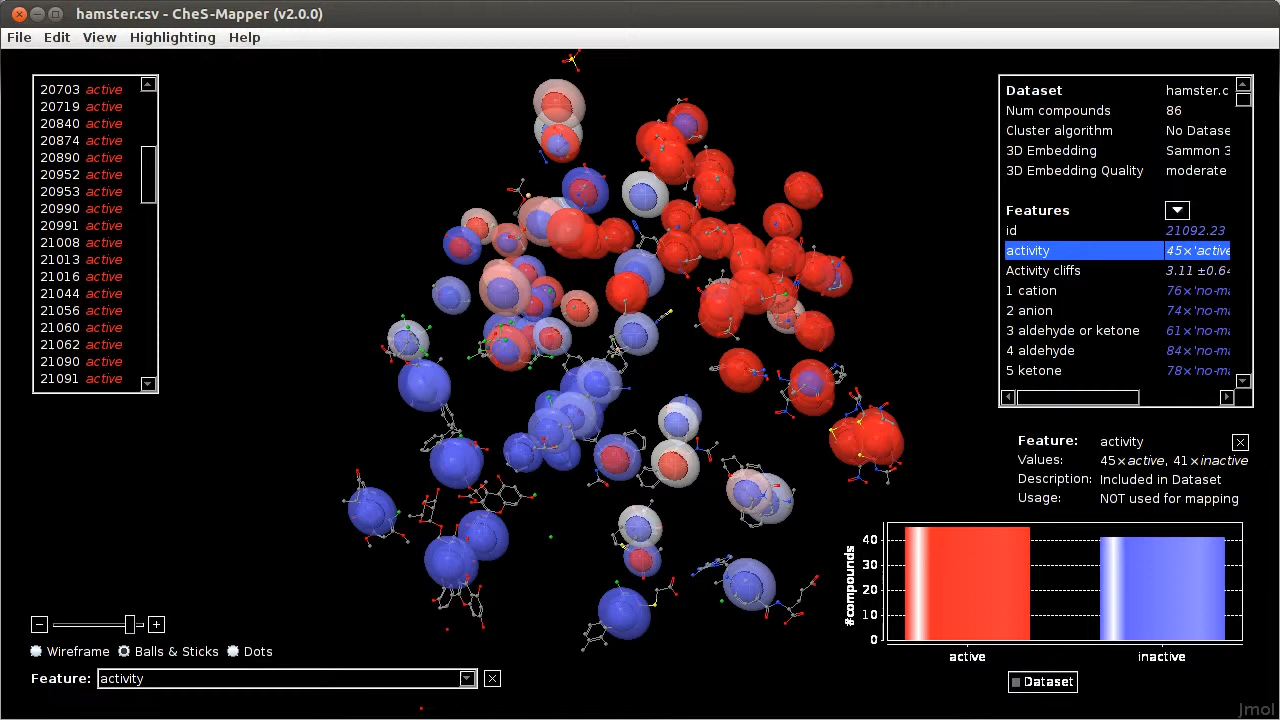 hamster.csv - CheS-Mapper (v2.0.0)
File Edit View Highlighting Help
20703 active
20719 active
20840 active
20874 active
20890 active
20952 active
20953 active
20990 active
20991 active
21008 active
21013 active
21016 active
21044 active
21056 active
21060 active
21062 active
21090 active
21091 active
Dataset hamster.c
Num compounds 86
Cluster algorithm No Datase
3D Embedding Sammon 3
3D Embedding Quality moderate
Features
id 21092.23
activity 45×'active
Activity cliffs 3.11 ±0.64
1 cation 76×'no-ma
2 anion 74×'no-ma
3 aldehyde or ketone 61×'no-ma
4 aldehyde 84×'no-ma
5 ketone 78×'no-ma
Feature: activity
Values: 45×active, 41×inactive
Description: Included in Dataset
Usage: NOT used for mapping
#compounds
40
30
20
10
0
active inactive
Dataset
Wireframe Balls & Sticks Dots
Feature: activity
Jmol